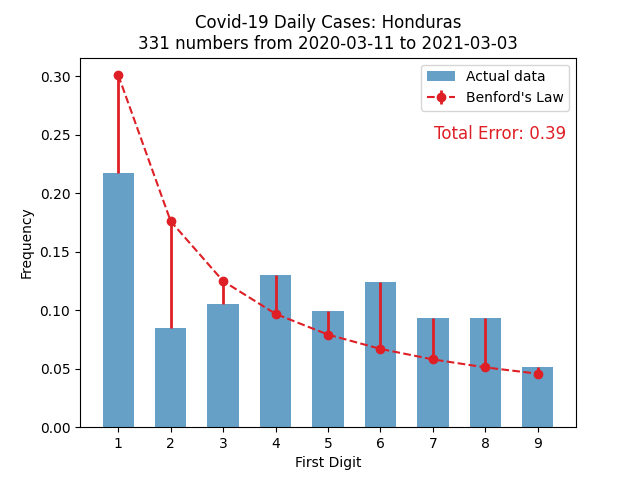 Covid-19 Daily Cases: Honduras
331 numbers from 2020-03-11 to 2021-03-03
Actual data
Benford's Law
Total Error: 0.39
Frequency
0.30
0.25
0.20
0.15
0.10
0.05
0.00
1 2 3 4 5 6 7 8 9
First Digit